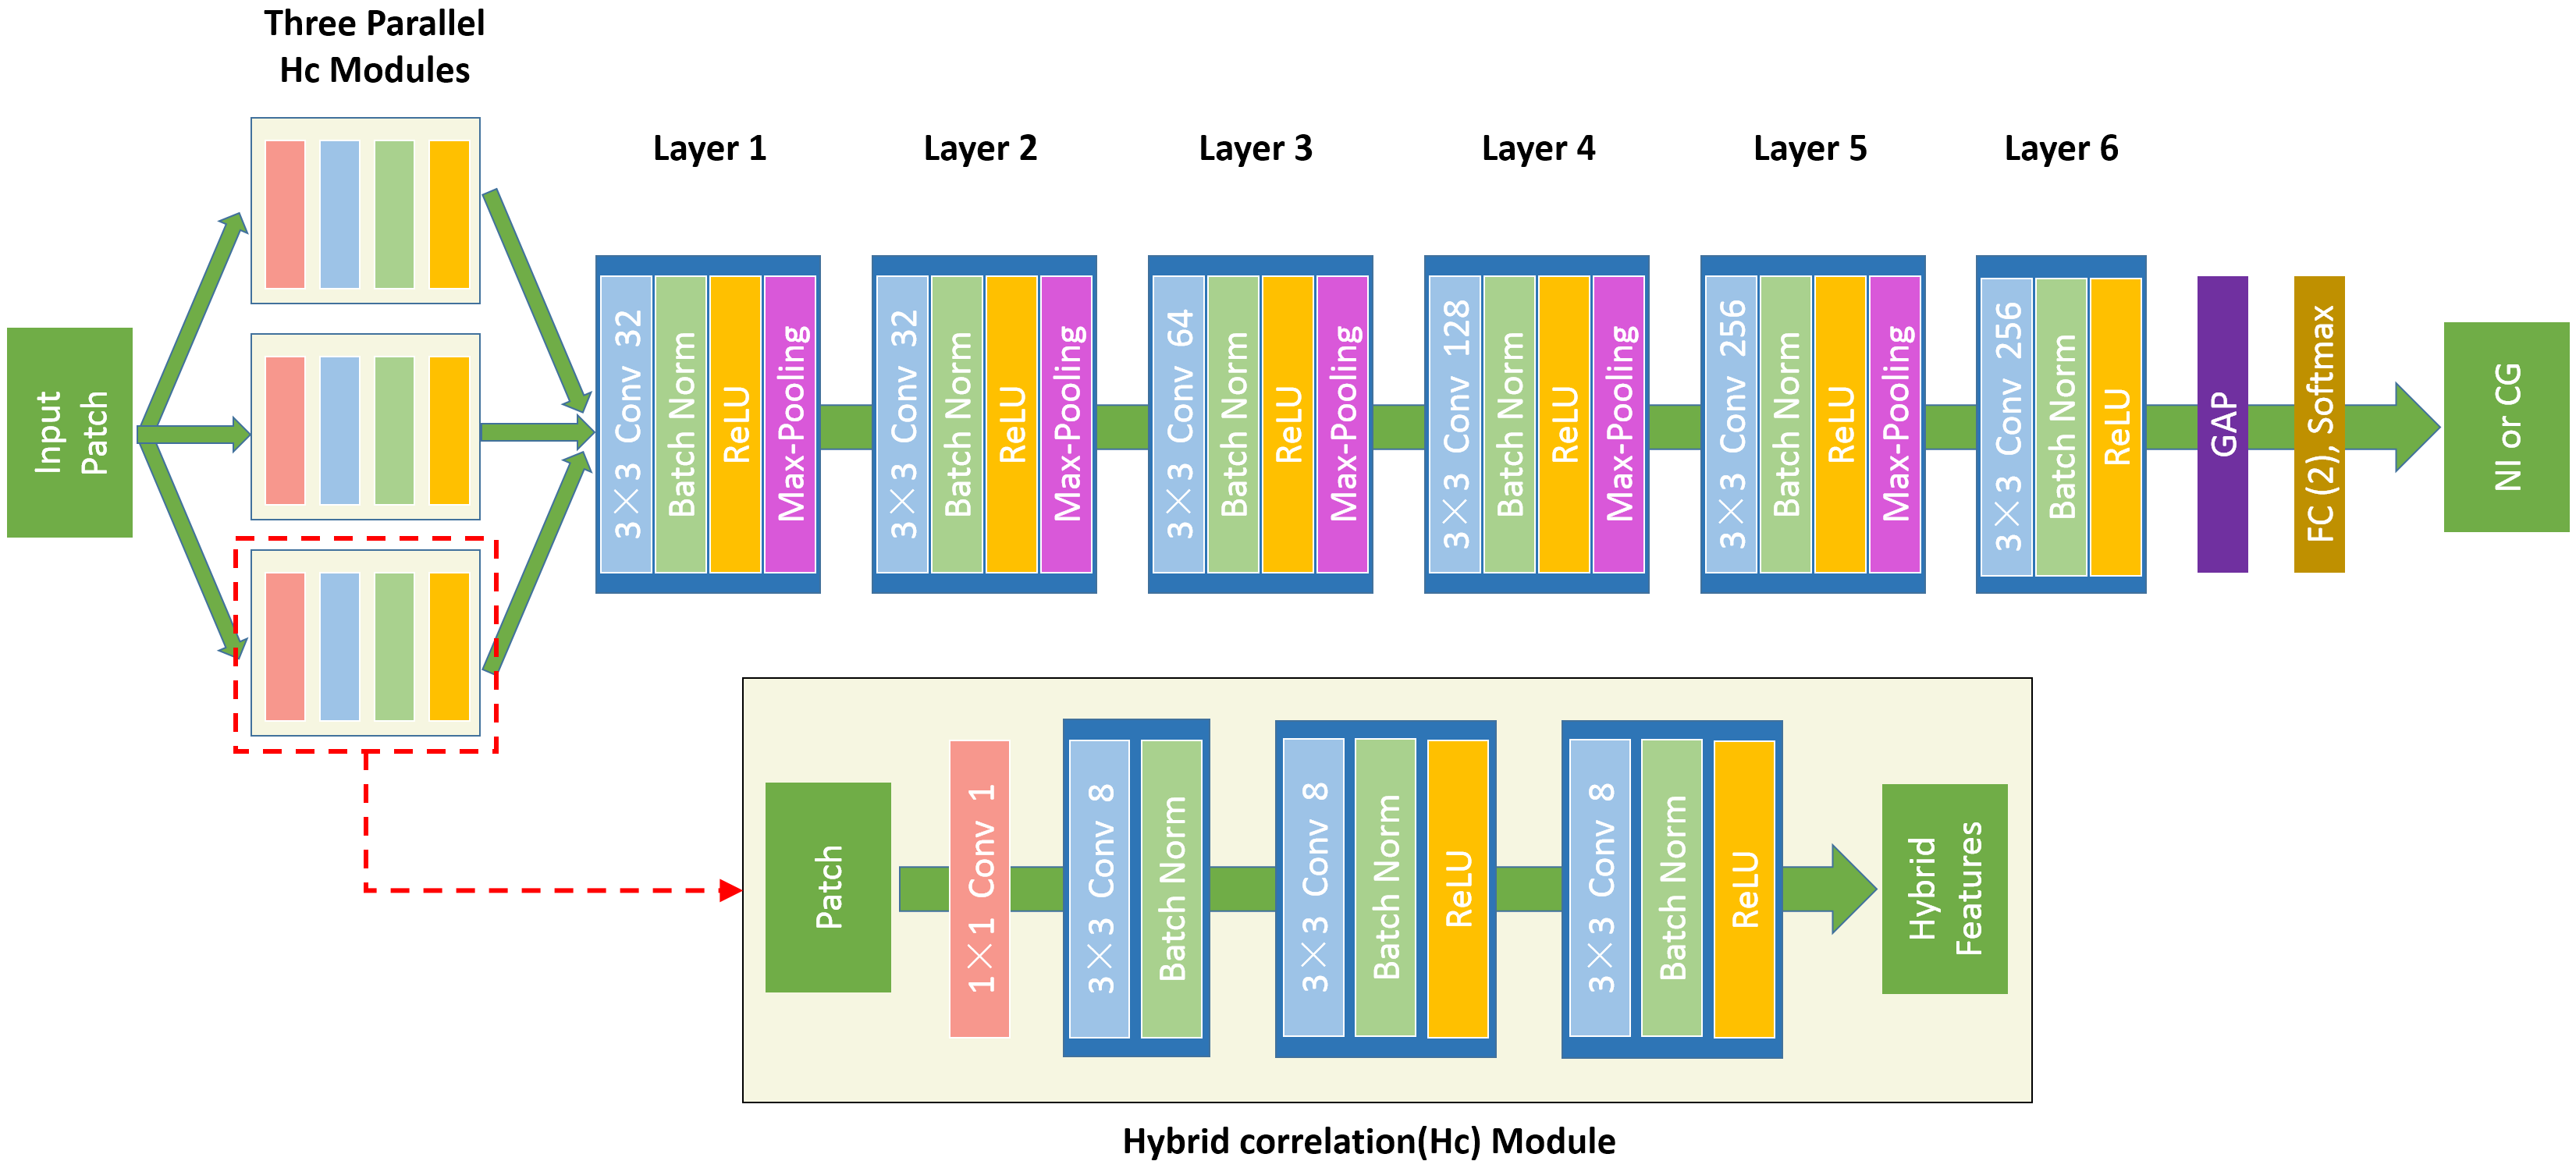 Three Parallel
Hc Modules
Layer 1
Layer 2
Layer 3
Layer 4
Layer 5
Layer 6
Input
Patch
3×3 Conv 32
Batch Norm
ReLU
Max-Pooling
3×3 Conv 32
Batch Norm
ReLU
Max-Pooling
3×3 Conv 64
Batch Norm
ReLU
Max-Pooling
3×3 Conv 128
Batch Norm
ReLU
Max-Pooling
3×3 Conv 256
Batch Norm
ReLU
Max-Pooling
3×3 Conv 256
Batch Norm
ReLU
GAP
FC (2), Softmax
NI or CG
Patch
1×1 Conv 1
3×3 Conv 8
Batch Norm
3×3 Conv 8
Batch Norm
ReLU
3×3 Conv 8
Batch Norm
ReLU
Hybrid
Features
Hybrid correlation(Hc) Module